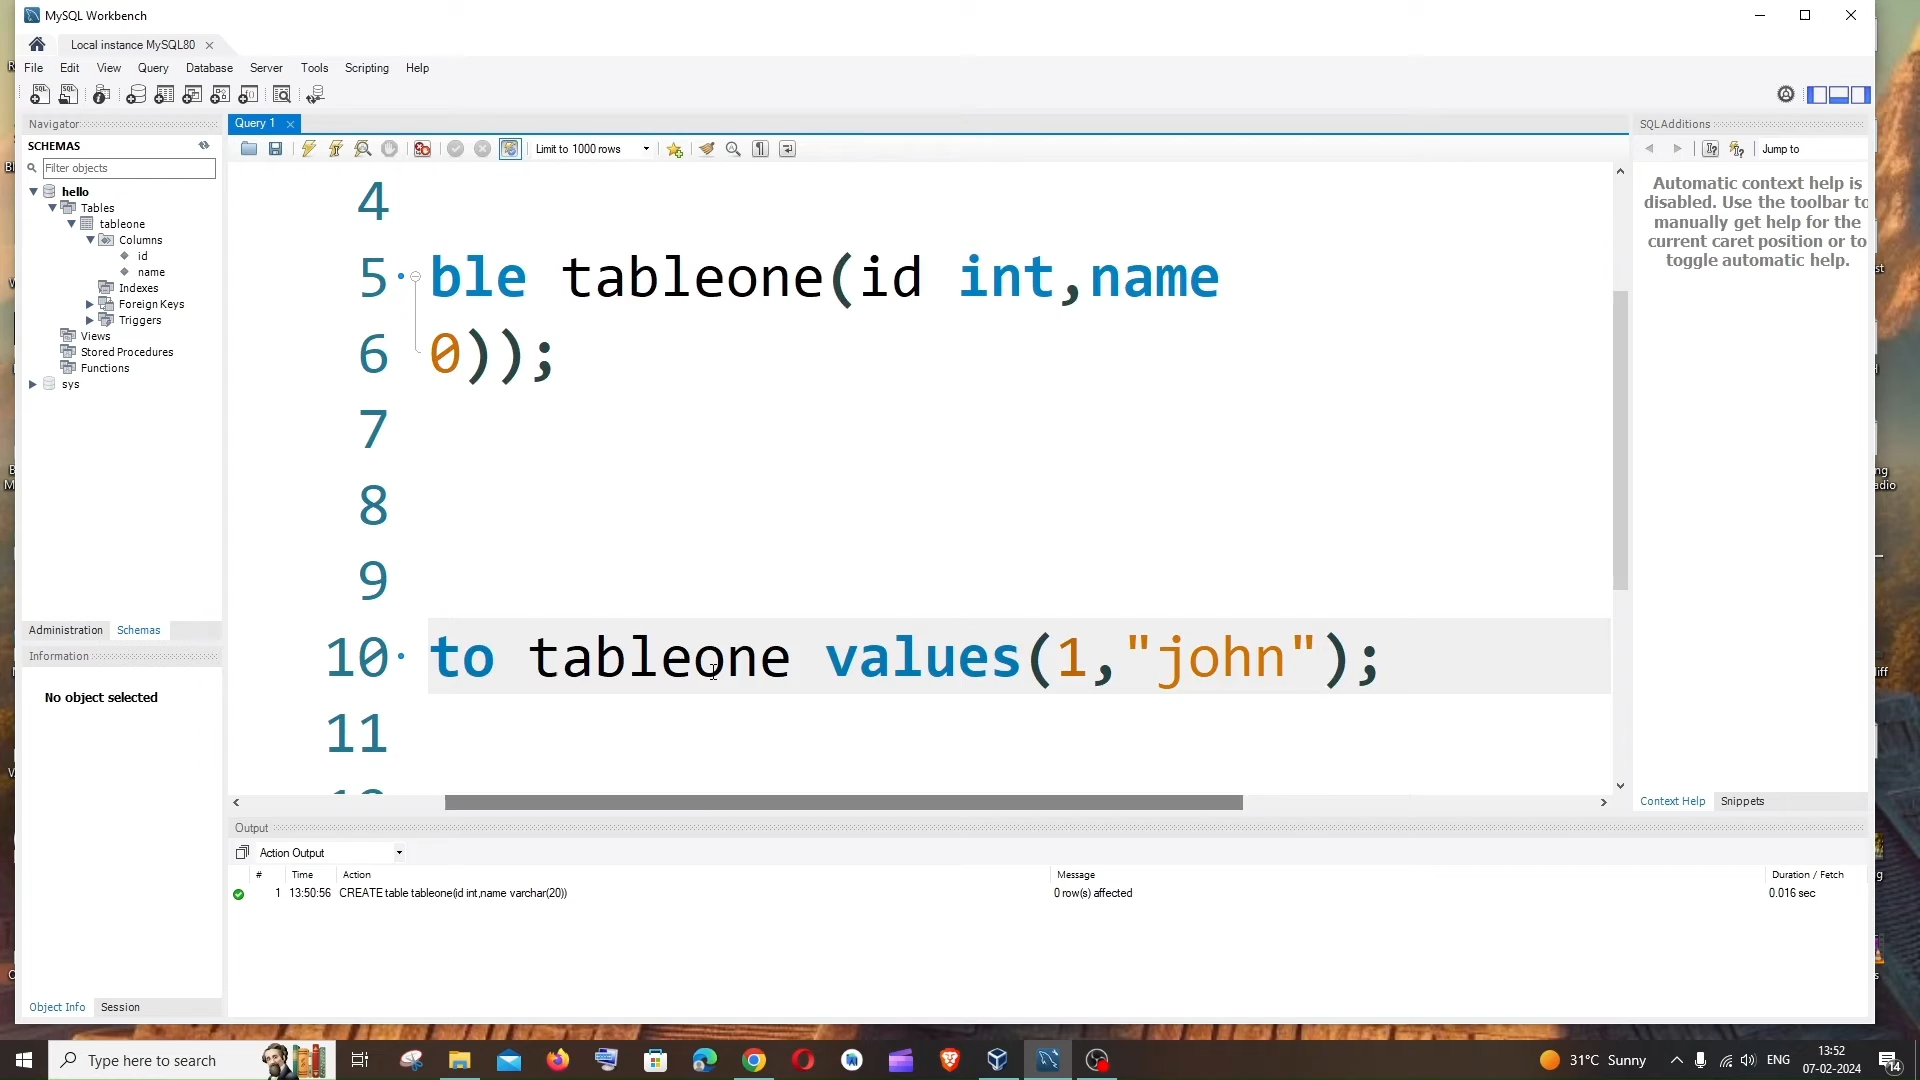 MySQL Workbench
Local instance MySQL80
File Edit View Query Database Server Tools Scripting Help
Navigator
SCHEMAS
Filter objects
hello
Tables
tableone
Columns
id
name
Indexes
Foreign Keys
Triggers
Views
Stored Procedures
Functions
sys
Administration Schemas
Information
No object selected
Object Info Session
Query 1
Limit to 1000 rows
4
5 ble tableone(id int,name
6 0));
7
8
9
10 to tableone values(1,"john");
11
SQLAdditions
Jump to
Automatic context help is
disabled. Use the toolbar to
manually get help for the
current caret position or to
toggle automatic help.
Context Help Snippets
Output
Action Output
# Time Action Message Duration / Fetch
1 13:50:56 CREATE table tableone(id int,name varchar(20)) 0 row(s) affected 0.016 sec
Type here to search
31°C Sunny
ENG
13:52
07-02-2024
14